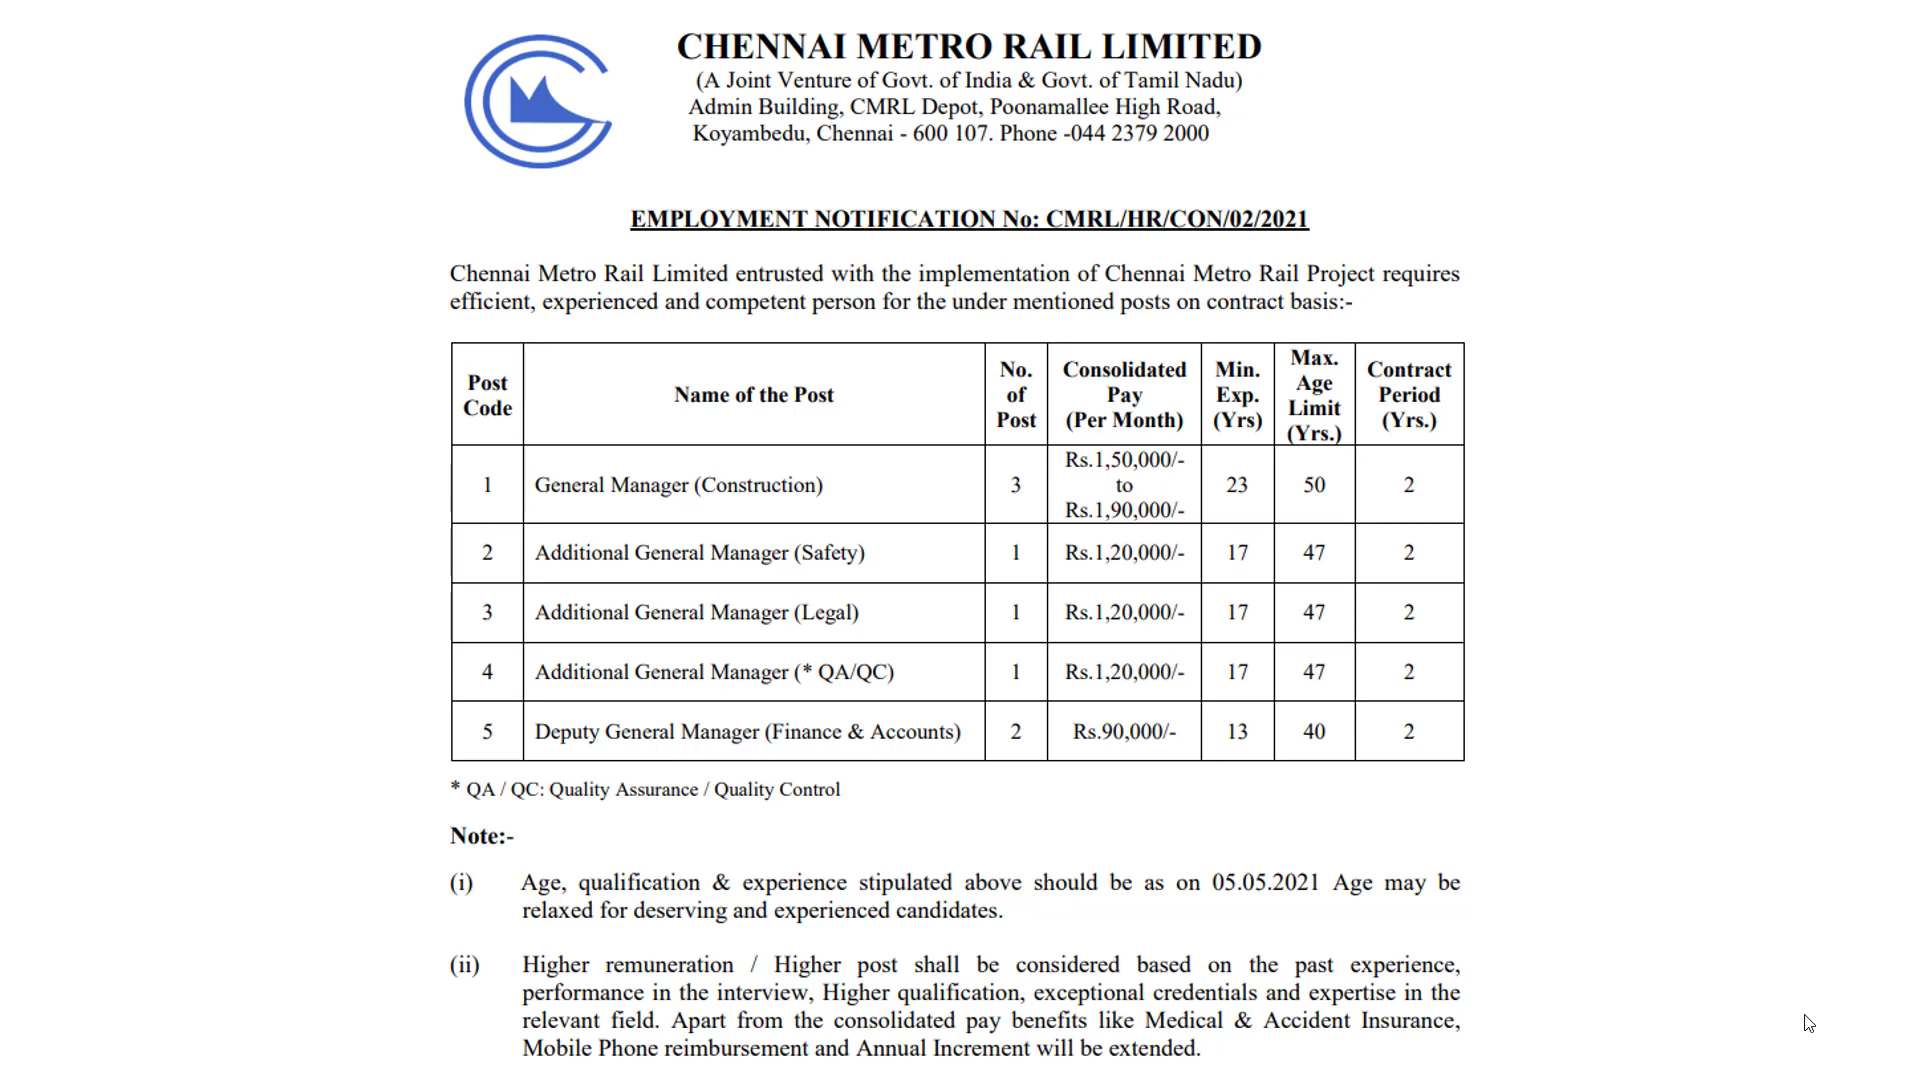 CHENNAI METRO RAIL LIMITED
(A Joint Venture of Govt. of India & Govt. of Tamil Nadu)
Admin Building, CMRL Depot, Poonamallee High Road,
Koyambedu, Chennai - 600 107. Phone -044 2379 2000
EMPLOYMENT NOTIFICATION No: CMRL/HR/CON/02/2021
Chennai Metro Rail Limited entrusted with the implementation of Chennai Metro Rail Project requires
efficient, experienced and competent person for the under mentioned posts on contract basis:-
Post Code | Name of the Post | No. of Post | Consolidated Pay (Per Month) | Min. Exp. (Yrs) | Max. Age Limit (Yrs.) | Contract Period (Yrs.)
1 | General Manager (Construction) | 3 | Rs.1,50,000/- to Rs.1,90,000/- | 23 | 50 | 2
2 | Additional General Manager (Safety) | 1 | Rs.1,20,000/- | 17 | 47 | 2
3 | Additional General Manager (Legal) | 1 | Rs.1,20,000/- | 17 | 47 | 2
4 | Additional General Manager (* QA/QC) | 1 | Rs.1,20,000/- | 17 | 47 | 2
5 | Deputy General Manager (Finance & Accounts) | 2 | Rs.90,000/- | 13 | 40 | 2
* QA / QC: Quality Assurance / Quality Control
Note:-
(i) Age, qualification & experience stipulated above should be as on 05.05.2021 Age may be
relaxed for deserving and experienced candidates.
(ii) Higher remuneration / Higher post shall be considered based on the past experience,
performance in the interview, Higher qualification, exceptional credentials and expertise in the
relevant field. Apart from the consolidated pay benefits like Medical & Accident Insurance,
Mobile Phone reimbursement and Annual Increment will be extended.